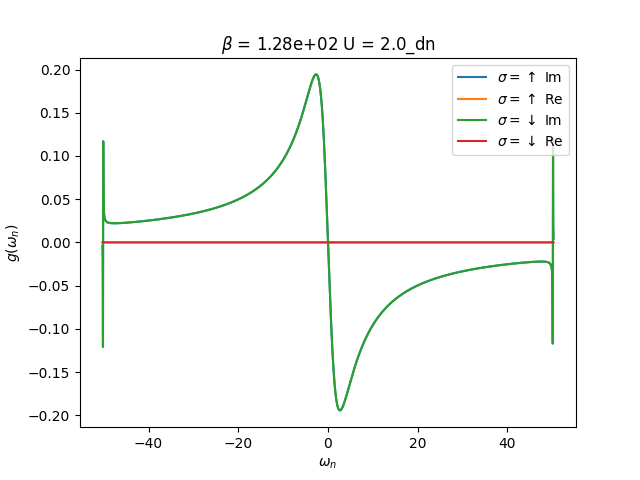 β = 1.28e+02 U = 2.0_dn
σ = ↑ Im
σ = ↑ Re
σ = ↓ Im
σ = ↓ Re
0.20
0.15
0.10
0.05
0.00
−0.05
−0.10
−0.15
−0.20
g(ωn)
−40
−20
0
20
40
ωn